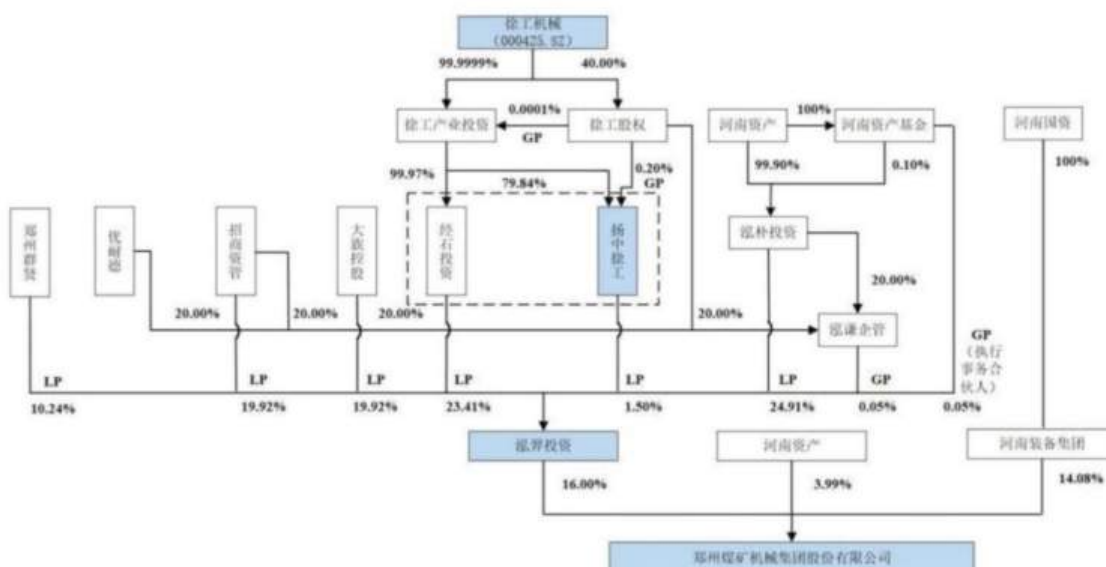 徐工机械
(000425.SZ)
99.9999%
40.00%
徐工产业投资
0.0001%
GP
徐工股权
河南资产
100%
河南资产基金
河南国资
99.97%
79.84%
0.20%
GP
99.90%
0.10%
100%
郑州群贤
优耐德
招商资管
大族控股
经石投资
扬中徐工
泓朴投资
20.00%
20.00%
20.00%
20.00%
20.00%
20.00%
泓谦企管
GP
（执行
事务合
伙人）
LP
LP
LP
LP
LP
LP
GP
10.24%
19.92%
19.92%
23.41%
1.50%
24.91%
0.05%
0.05%
泓羿投资
河南资产
河南装备集团
16.00%
3.99%
14.08%
郑州煤矿机械集团股份有限公司